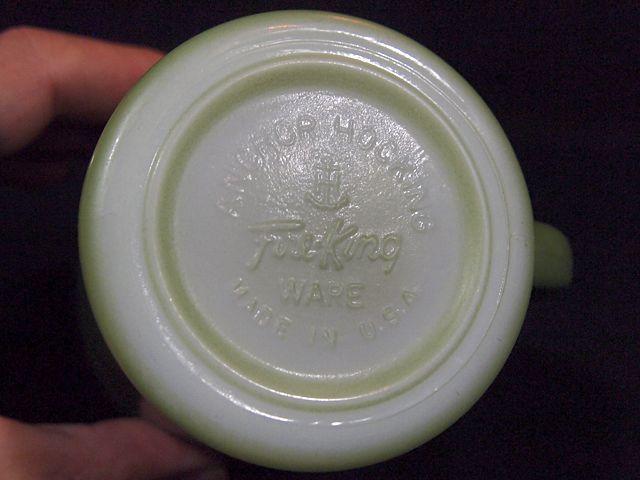 ANCHOR HOCKING
Fire-King
WARE
MADE IN U.S.A.